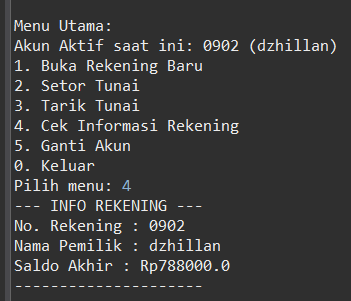 Menu Utama:
Akun Aktif saat ini: 0902 (dzhillan)
1. Buka Rekening Baru
2. Setor Tunai
3. Tarik Tunai
4. Cek Informasi Rekening
5. Ganti Akun
0. Keluar
Pilih menu: 4
--- INFO REKENING ---
No. Rekening : 0902
Nama Pemilik : dzhillan
Saldo Akhir : Rp788000.0
---------------------